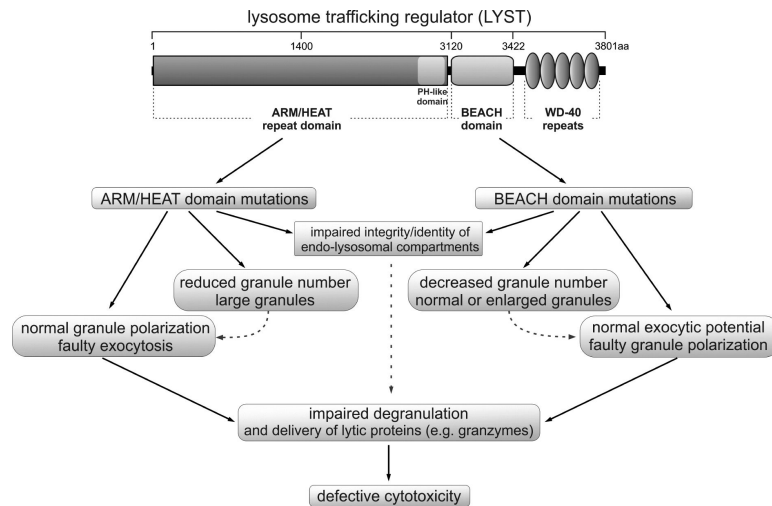 lysosome trafficking regulator (LYST)
1 1400 3120 3422 3801aa
PH-like
domain
ARM/HEAT
repeat domain
BEACH
domain
WD-40
repeats
ARM/HEAT domain mutations
BEACH domain mutations
impaired integrity/identity of
endo-lysosomal compartments
reduced granule number
large granules
decreased granule number
normal or enlarged granules
normal granule polarization
faulty exocytosis
normal exocytic potential
faulty granule polarization
impaired degranulation
and delivery of lytic proteins (e.g. granzymes)
defective cytotoxicity